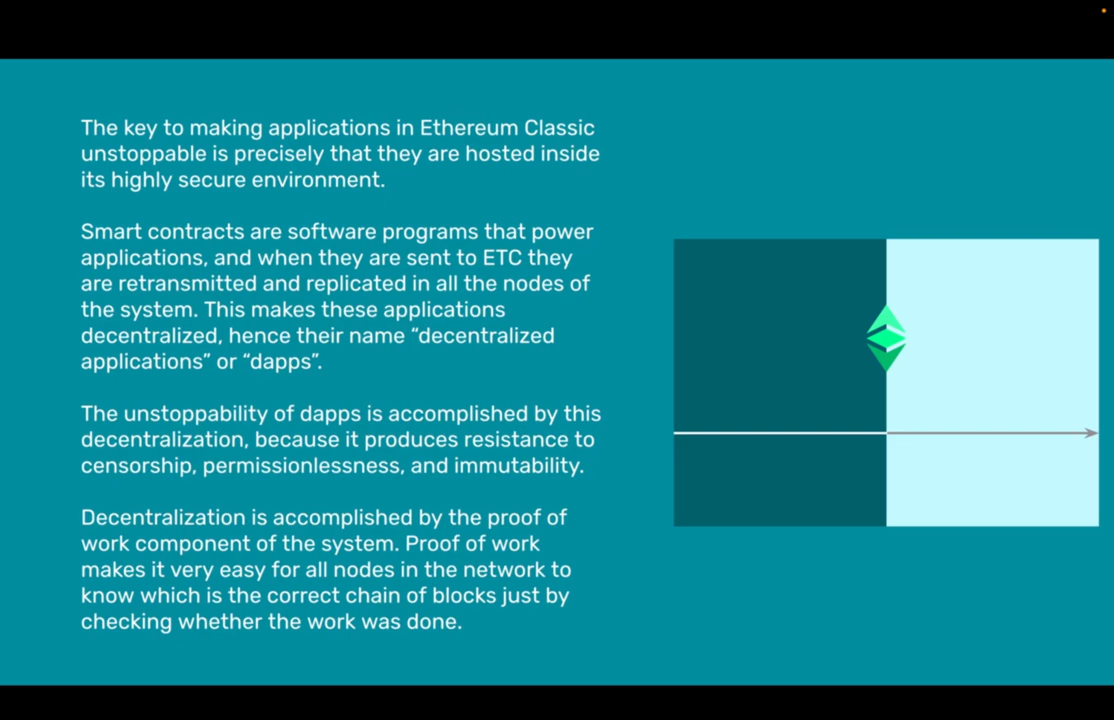 The key to making applications in Ethereum Classic
unstoppable is precisely that they are hosted inside
its highly secure environment.
Smart contracts are software programs that power
applications, and when they are sent to ETC they
are retransmitted and replicated in all the nodes of
the system. This makes these applications
decentralized, hence their name “decentralized
applications” or “dapps”.
The unstoppability of dapps is accomplished by this
decentralization, because it produces resistance to
censorship, permissionlessness, and immutability.
Decentralization is accomplished by the proof of
work component of the system. Proof of work
makes it very easy for all nodes in the network to
know which is the correct chain of blocks just by
checking whether the work was done.